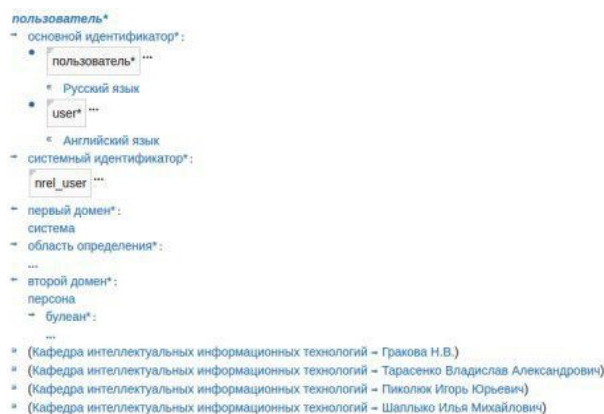 пользователь*
основной идентификатор*:
пользователь* ...
Русский язык
user* ...
Английский язык
системный идентификатор*:
nrel_user ...
первый домен*:
система
область определения*:
...
второй домен*:
персона
булеан*:
...
(Кафедра интеллектуальных информационных технологий → Гракова Н.В.)
(Кафедра интеллектуальных информационных технологий → Тарасенко Владислав Александрович)
(Кафедра интеллектуальных информационных технологий → Пиколюк Игорь Юрьевич)
(Кафедра интеллектуальных информационных технологий → Шаплыко Илья Михайлович)